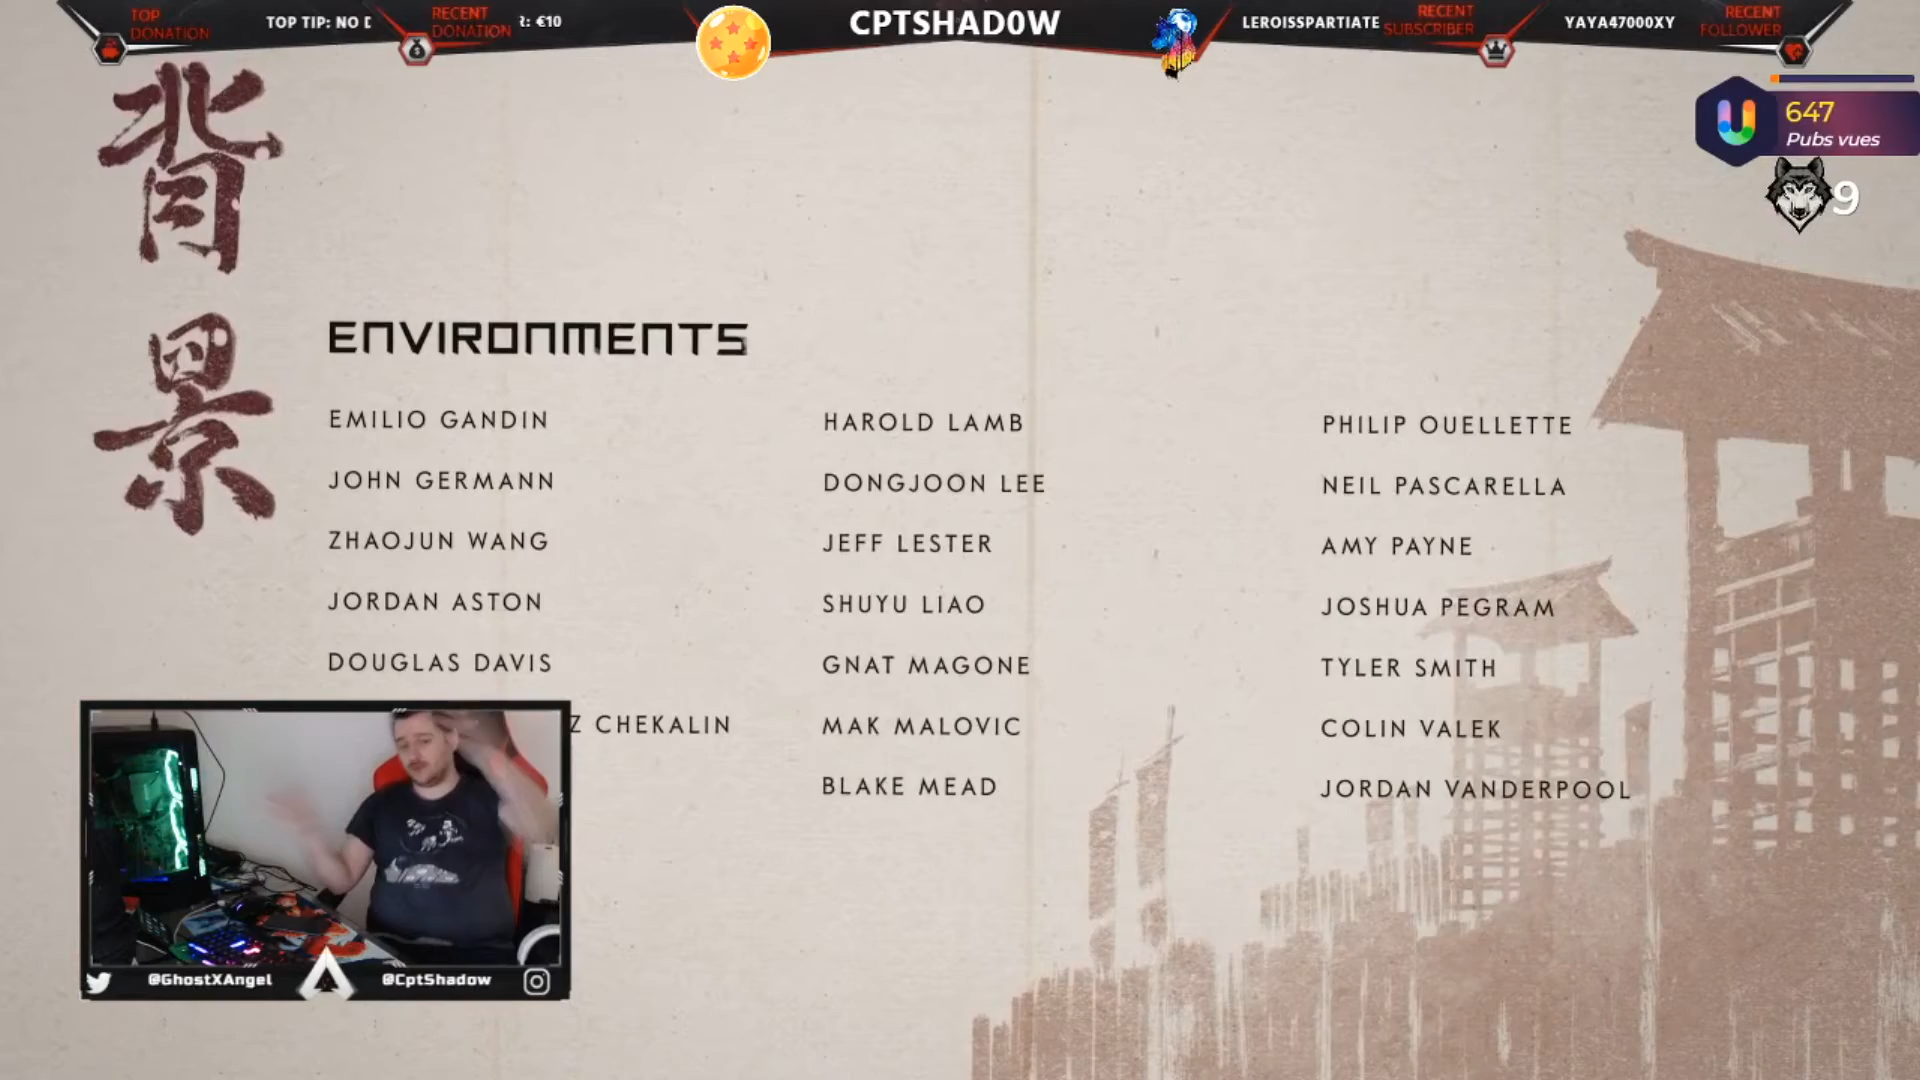 TOP
DONATION
TOP TIP: NO D
RECENT
DONATION
R: €10
CPTSHAD0W
LEROISSPARTIATE
RECENT
SUBSCRIBER
YAYA47000XY
RECENT
FOLLOWER
647
Pubs vues
9
背景
ENVIRONMENTS
EMILIO GANDIN
JOHN GERMANN
ZHAOJUN WANG
JORDAN ASTON
DOUGLAS DAVIS
Z CHEKALIN
HAROLD LAMB
DONGJOON LEE
JEFF LESTER
SHUYU LIAO
GNAT MAGONE
MAK MALOVIC
BLAKE MEAD
PHILIP OUELLETTE
NEIL PASCARELLA
AMY PAYNE
JOSHUA PEGRAM
TYLER SMITH
COLIN VALEK
JORDAN VANDERPOOL
@GhostXAngel
@CptShadow